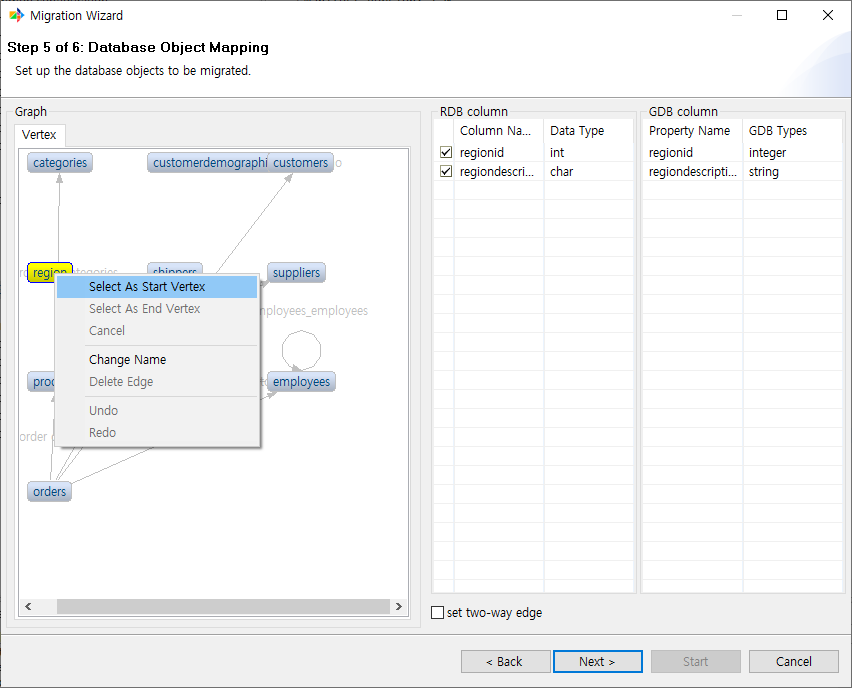 Migration Wizard
Step 5 of 6: Database Object Mapping
Set up the database objects to be migrated.
Graph
Vertex
categories
customerdemographi
customers
region
shippers
suppliers
employees_employees
employees
order
orders
Select As Start Vertex
Select As End Vertex
Cancel
Change Name
Delete Edge
Undo
Redo
RDB column
Column Na... Data Type
regionid int
regiondescri... char
GDB column
Property Name GDB Types
regionid integer
regiondescripti... string
set two-way edge
< Back Next > Start Cancel